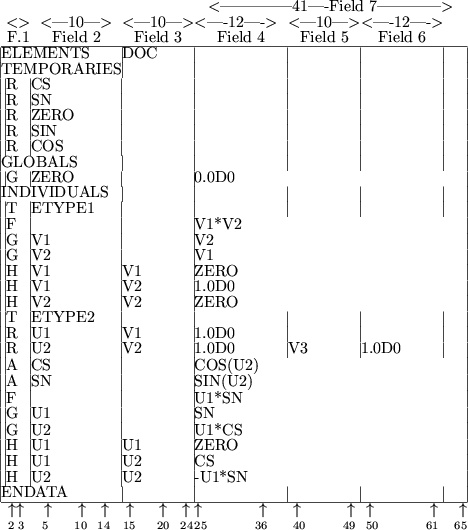 <——————41—-Field 7——————>
<> <—10—> <—10—> <—-12—-> <—10—> <—-12—->
F.1 Field 2 Field 3 Field 4 Field 5 Field 6
ELEMENTS DOC
TEMPORARIES
R CS
R SN
R ZERO
R SIN
R COS
GLOBALS
G ZERO 0.0D0
INDIVIDUALS
T ETYPE1
F V1*V2
G V1 V2
G V2 V1
H V1 V1 ZERO
H V1 V2 1.0D0
H V2 V2 ZERO
T ETYPE2
R U1 V1 1.0D0
R U2 V2 1.0D0 V3 1.0D0
A CS COS(U2)
A SN SIN(U2)
F U1*SN
G U1 SN
G U2 U1*CS
H U1 U1 ZERO
H U1 U2 CS
H U2 U2 -U1*SN
ENDATA
↑ ↑ ↑ ↑ ↑ ↑ ↑ ↑ ↑ ↑ ↑ ↑ ↑ ↑
2 3 5 10 14 15 20 24 25 36 40 49 50 61 65